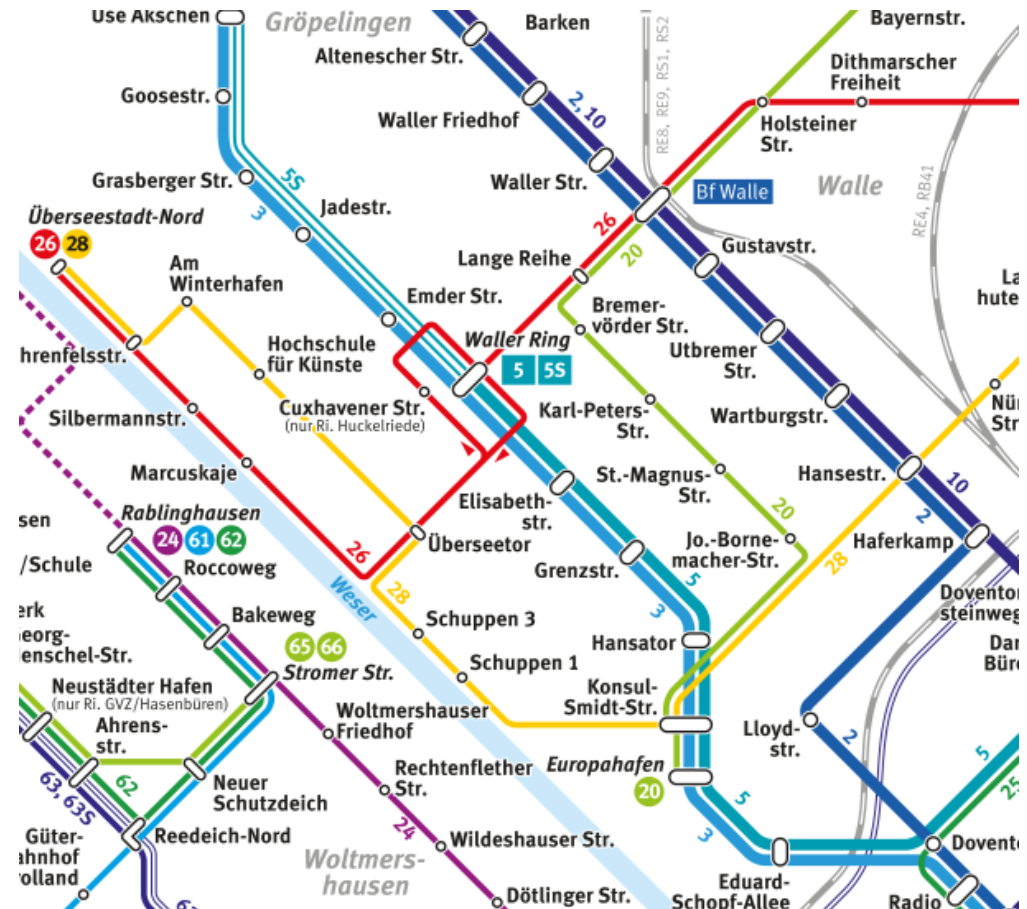 Use Akschen
Gröpelingen
Barken
Bayernstr.
Altenescher Str.
RE8, RE9, RS1, RS2
Dithmarscher
Freiheit
Goosestr.
2, 10
Waller Friedhof
Holsteiner
Str.
Grasberger Str.
5S
Waller Str.
Bf Walle
Walle
RE4, RB41
Jadestr.
3
Überseestadt-Nord
26 28
26
20
Gustavstr.
Am
Winterhafen
Lange Reihe
Emder Str.
Bremer-
vörder Str.
hrenfelsstr.
Hochschule
für Künste
Waller Ring
5 5S
Utbremer
Str.
Silbermannstr.
Cuxhavener Str.
(nur Ri. Huckelriede)
Karl-Peters-
Str.
Wartburgstr.
Marcuskaje
St.-Magnus-
Str.
Hansestr.
10
2
Elisabeth-
str.
20
Rablinghausen
24 61 62
/Schule
Roccoweg
26
Überseetor
Grenzstr.
Jo.-Borne-
macher-Str.
Haferkamp
28
5
3
Weser
28
Bakeweg
Schuppen 3
Hansator
65 66
Stromer Str.
Schuppen 1
Neustädter Hafen
(nur Ri. GVZ/Hasenbüren)
Konsul-
Smidt-Str.
Ahrens-
str.
Woltmershauser
Friedhof
Lloyd-
str.
2
5
25
Europahafen
20
62
63, 63S
Neuer
Schutzdeich
Rechtenflether
Str.
5
3
24
Reedeich-Nord
Wildeshauser Str.
Woltmers-
hausen
Eduard-
Schopf-Allee
Radio
Dötlinger Str.